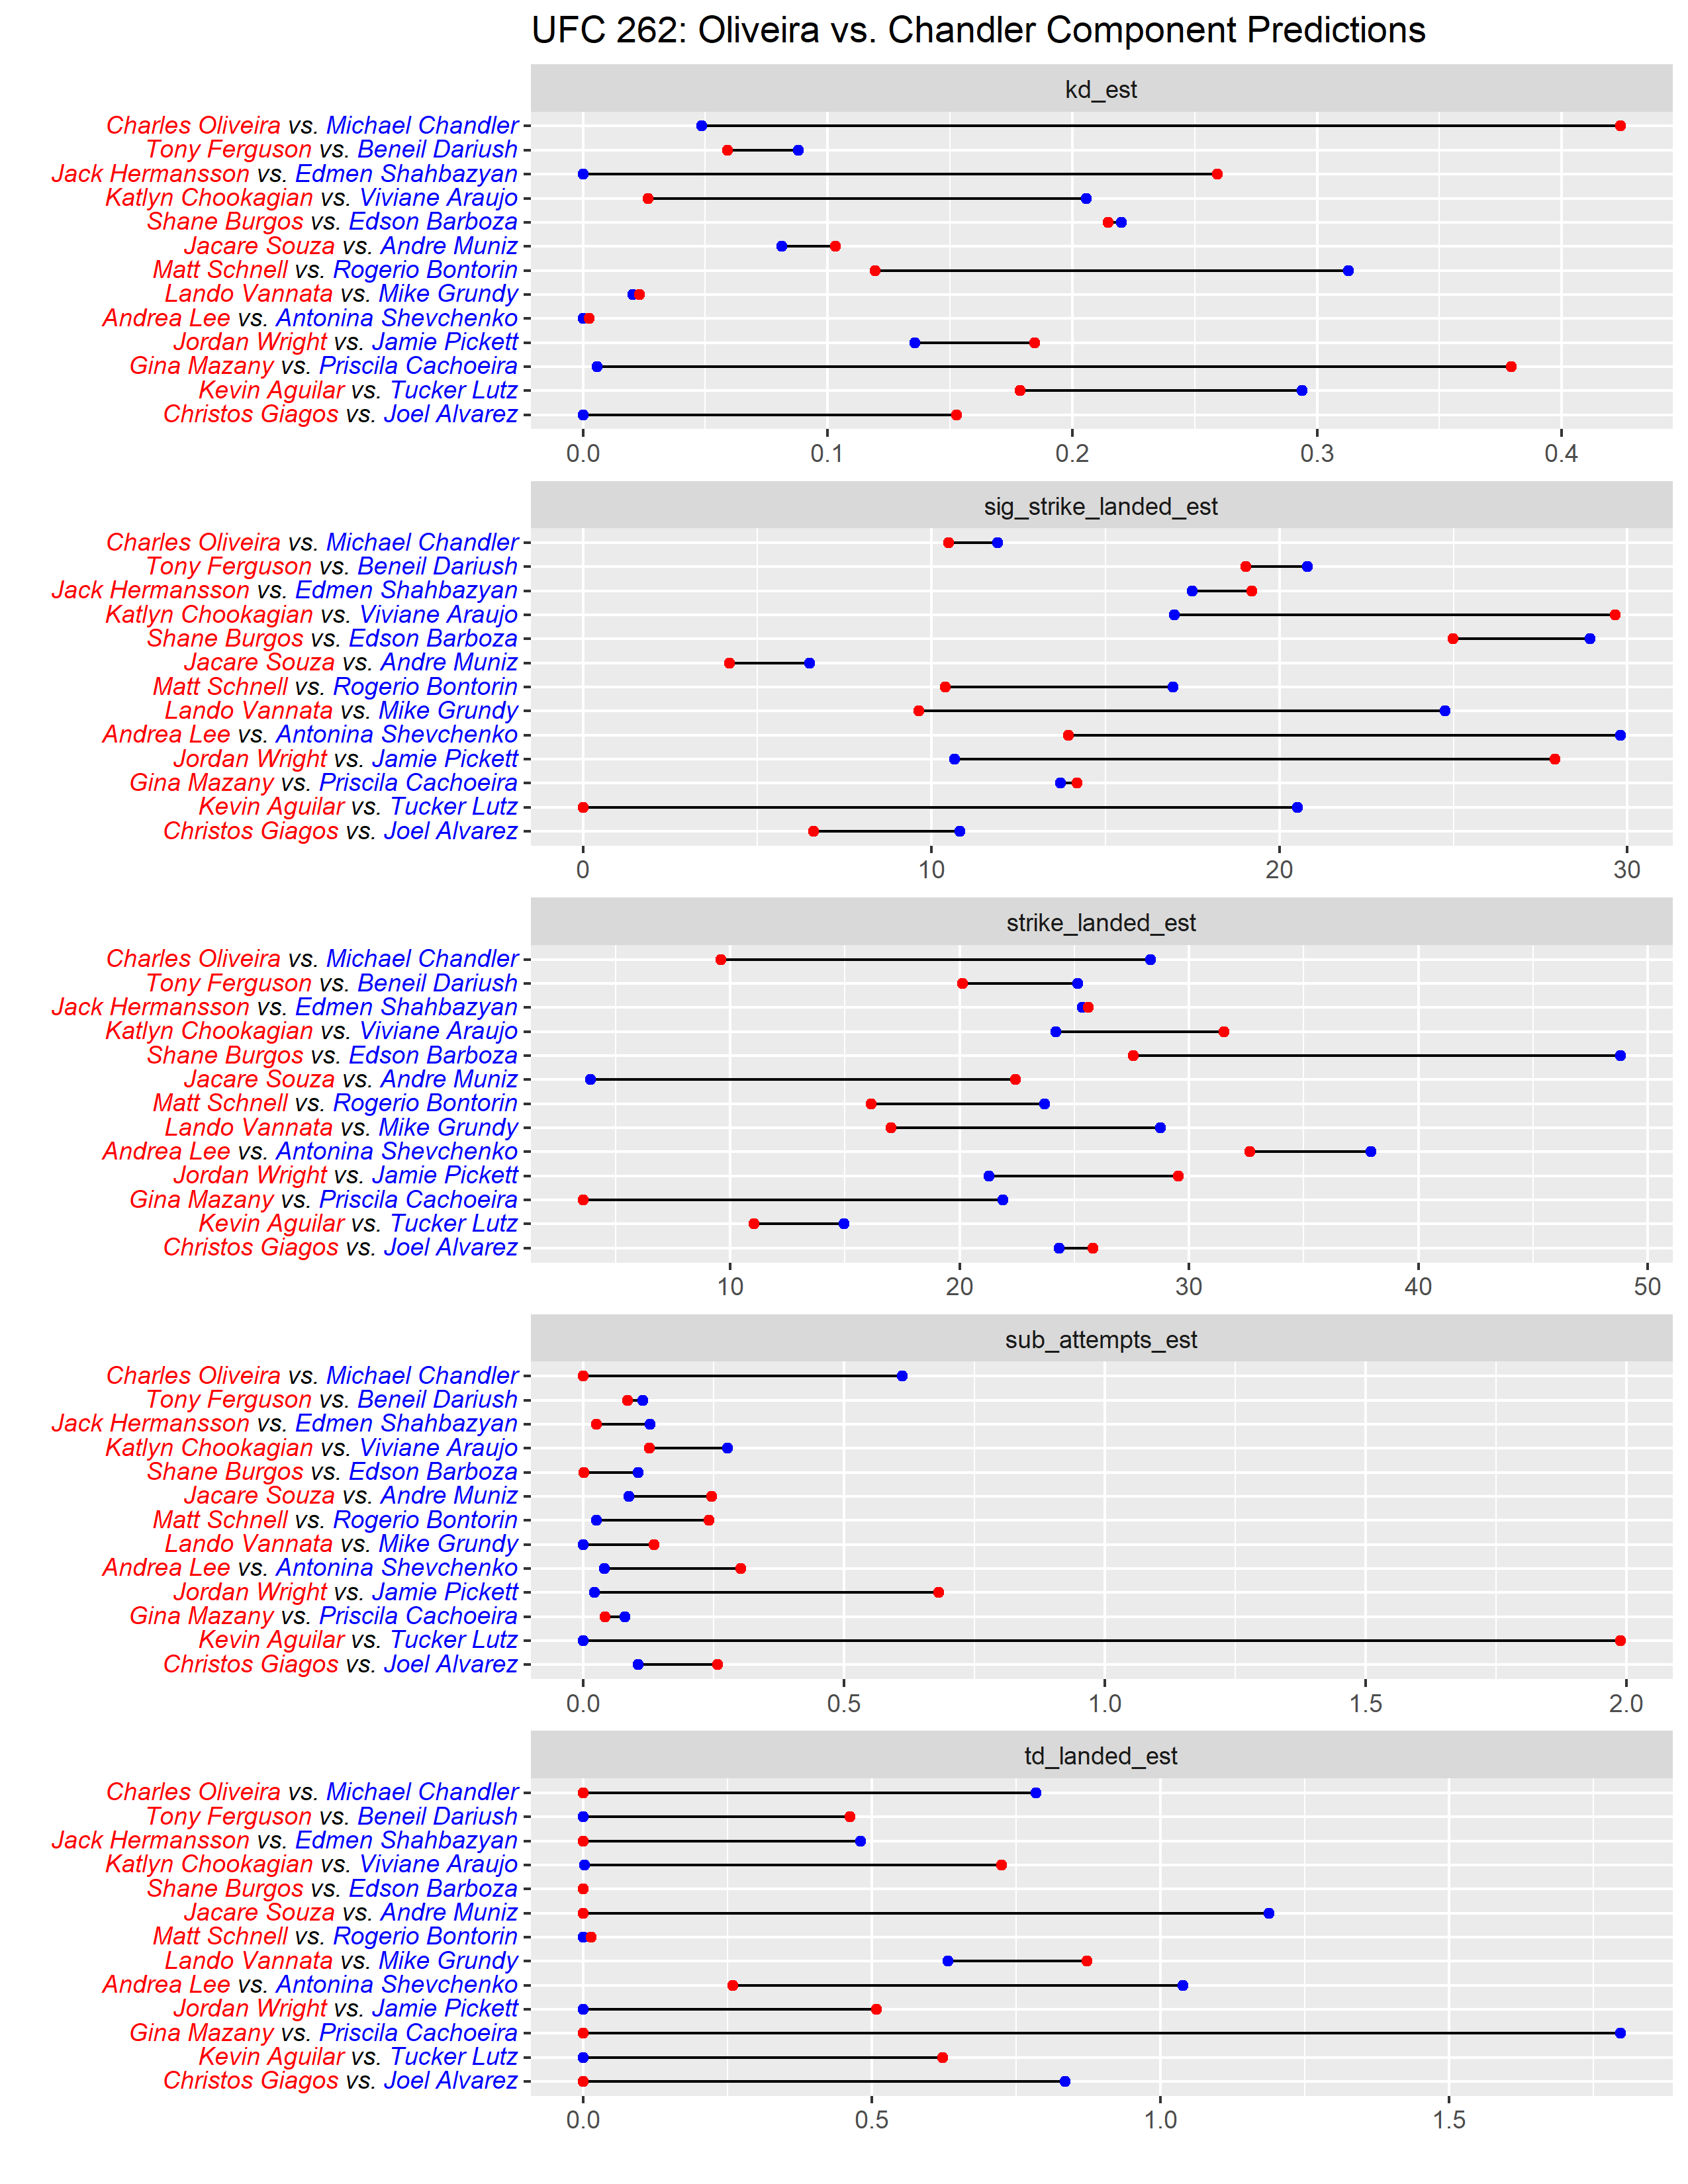 UFC 262: Oliveira vs. Chandler Component Predictions
kd_est
Charles Oliveira vs. Michael Chandler
Tony Ferguson vs. Beneil Dariush
Jack Hermansson vs. Edmen Shahbazyan
Katlyn Chookagian vs. Viviane Araujo
Shane Burgos vs. Edson Barboza
Jacare Souza vs. Andre Muniz
Matt Schnell vs. Rogerio Bontorin
Lando Vannata vs. Mike Grundy
Andrea Lee vs. Antonina Shevchenko
Jordan Wright vs. Jamie Pickett
Gina Mazany vs. Priscila Cachoeira
Kevin Aguilar vs. Tucker Lutz
Christos Giagos vs. Joel Alvarez
0.0 0.1 0.2 0.3 0.4
sig_strike_landed_est
Charles Oliveira vs. Michael Chandler
Tony Ferguson vs. Beneil Dariush
Jack Hermansson vs. Edmen Shahbazyan
Katlyn Chookagian vs. Viviane Araujo
Shane Burgos vs. Edson Barboza
Jacare Souza vs. Andre Muniz
Matt Schnell vs. Rogerio Bontorin
Lando Vannata vs. Mike Grundy
Andrea Lee vs. Antonina Shevchenko
Jordan Wright vs. Jamie Pickett
Gina Mazany vs. Priscila Cachoeira
Kevin Aguilar vs. Tucker Lutz
Christos Giagos vs. Joel Alvarez
0 10 20 30
strike_landed_est
Charles Oliveira vs. Michael Chandler
Tony Ferguson vs. Beneil Dariush
Jack Hermansson vs. Edmen Shahbazyan
Katlyn Chookagian vs. Viviane Araujo
Shane Burgos vs. Edson Barboza
Jacare Souza vs. Andre Muniz
Matt Schnell vs. Rogerio Bontorin
Lando Vannata vs. Mike Grundy
Andrea Lee vs. Antonina Shevchenko
Jordan Wright vs. Jamie Pickett
Gina Mazany vs. Priscila Cachoeira
Kevin Aguilar vs. Tucker Lutz
Christos Giagos vs. Joel Alvarez
10 20 30 40 50
sub_attempts_est
Charles Oliveira vs. Michael Chandler
Tony Ferguson vs. Beneil Dariush
Jack Hermansson vs. Edmen Shahbazyan
Katlyn Chookagian vs. Viviane Araujo
Shane Burgos vs. Edson Barboza
Jacare Souza vs. Andre Muniz
Matt Schnell vs. Rogerio Bontorin
Lando Vannata vs. Mike Grundy
Andrea Lee vs. Antonina Shevchenko
Jordan Wright vs. Jamie Pickett
Gina Mazany vs. Priscila Cachoeira
Kevin Aguilar vs. Tucker Lutz
Christos Giagos vs. Joel Alvarez
0.0 0.5 1.0 1.5 2.0
td_landed_est
Charles Oliveira vs. Michael Chandler
Tony Ferguson vs. Beneil Dariush
Jack Hermansson vs. Edmen Shahbazyan
Katlyn Chookagian vs. Viviane Araujo
Shane Burgos vs. Edson Barboza
Jacare Souza vs. Andre Muniz
Matt Schnell vs. Rogerio Bontorin
Lando Vannata vs. Mike Grundy
Andrea Lee vs. Antonina Shevchenko
Jordan Wright vs. Jamie Pickett
Gina Mazany vs. Priscila Cachoeira
Kevin Aguilar vs. Tucker Lutz
Christos Giagos vs. Joel Alvarez
0.0 0.5 1.0 1.5